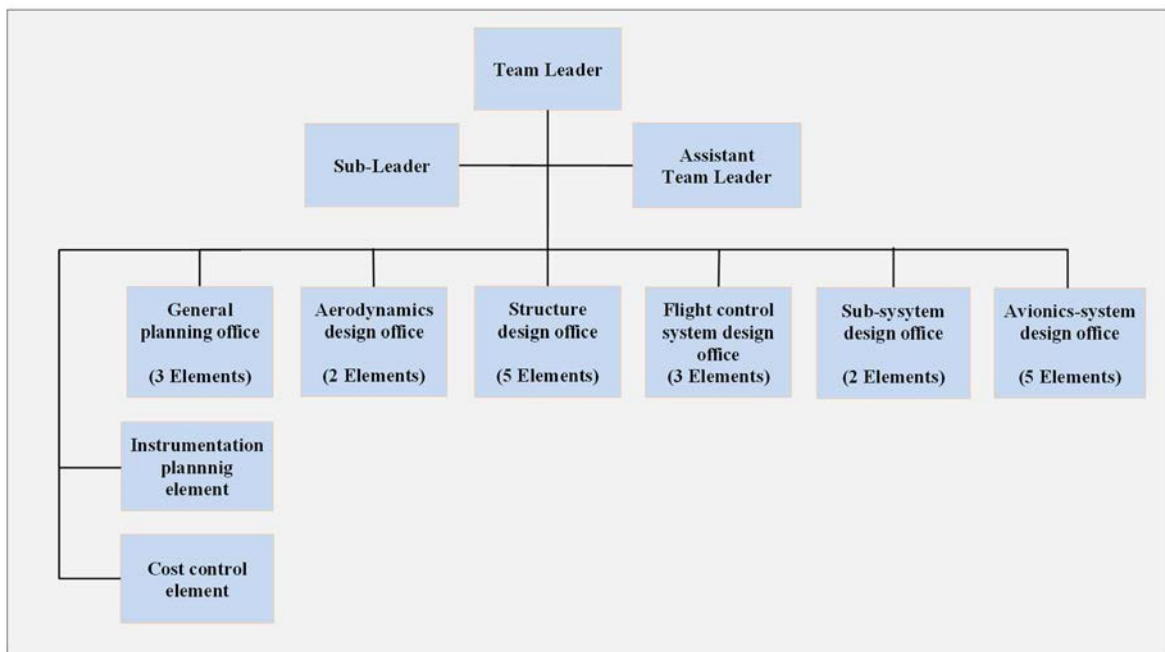 Team Leader
Sub-Leader
Assistant
Team Leader
General
planning office
(3 Elements)
Aerodynamics
design office
(2 Elements)
Structure
design office
(5 Elements)
Flight control
system design
office
(3 Elements)
Sub-sysytem
design office
(2 Elements)
Avionics-system
design office
(5 Elements)
Instrumentation
plannnig
element
Cost control
element